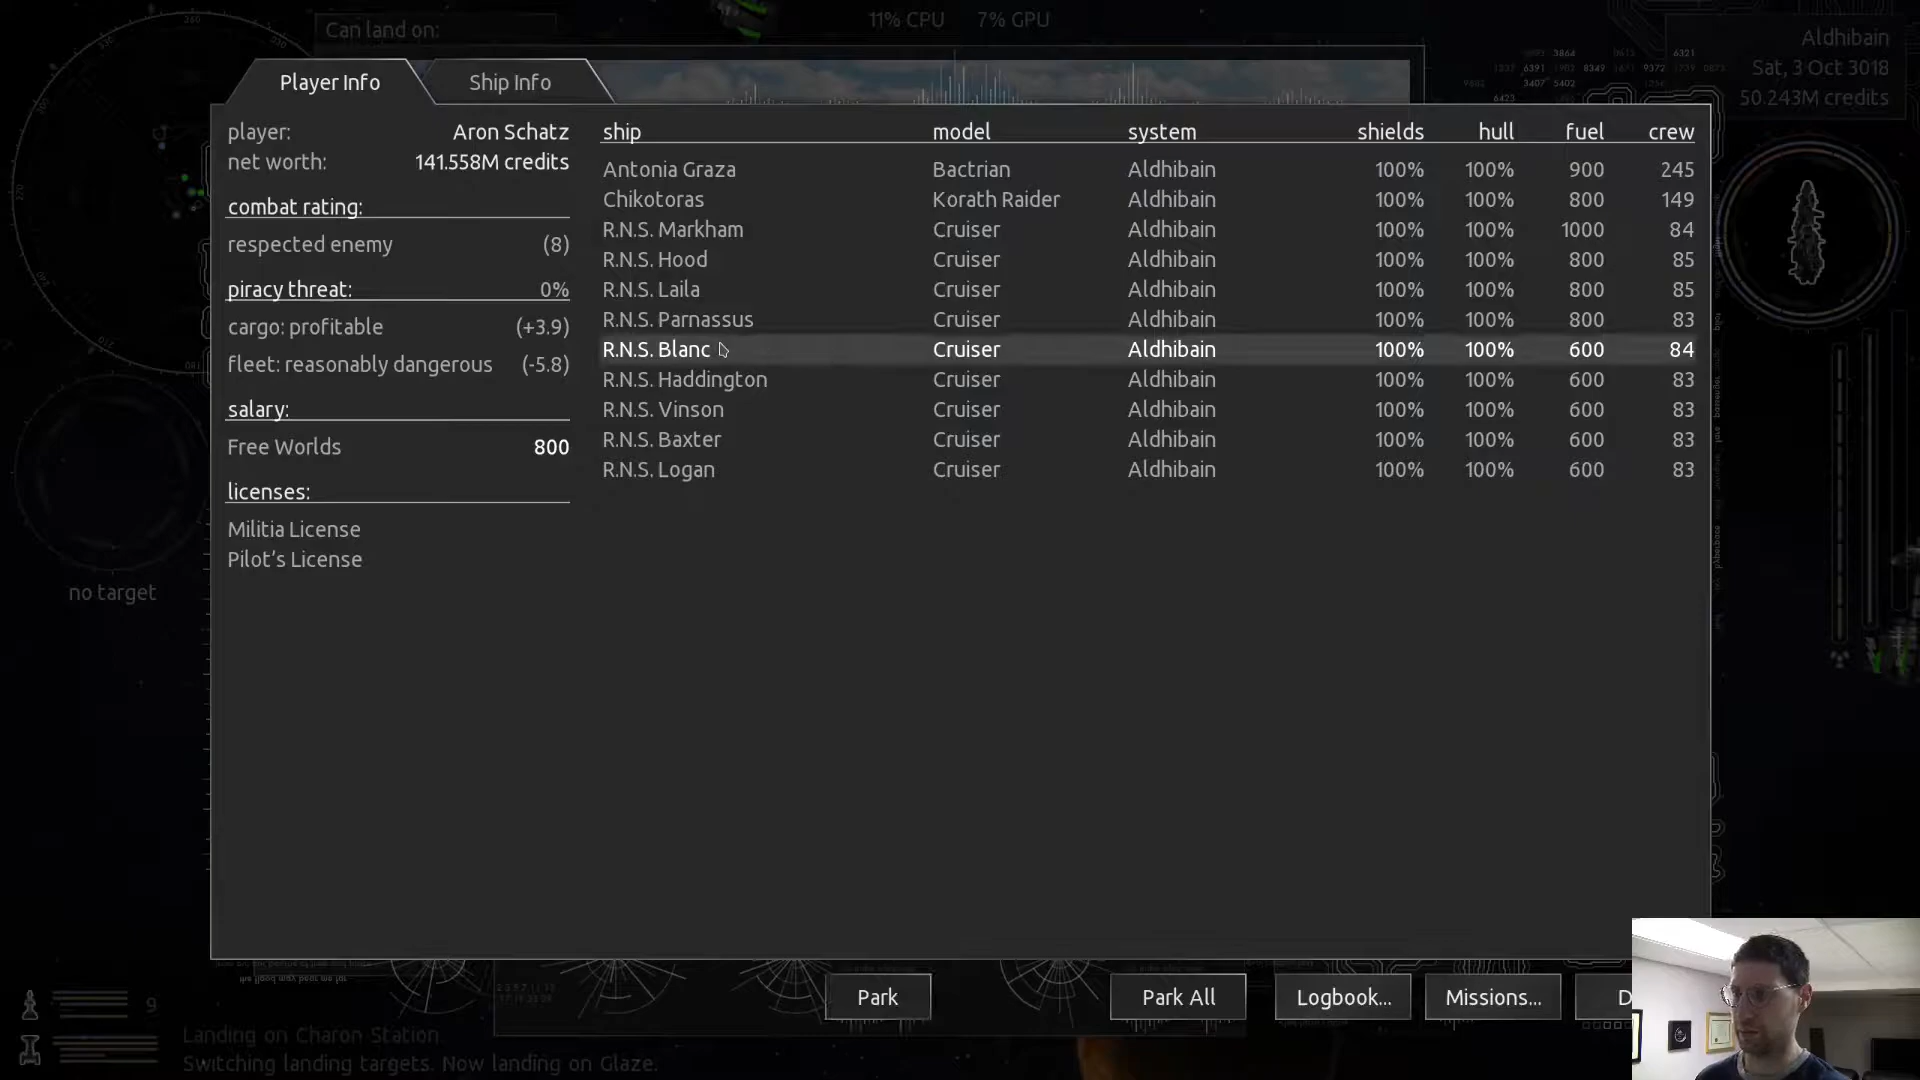 Can land on:
11% CPU 7% GPU
Aldhibain
Sat, 3 Oct 3018
50.243M credits
Player Info
Ship Info
player: Aron Schatz
net worth: 141.558M credits
combat rating:
respected enemy (8)
piracy threat: 0%
cargo: profitable (+3.9)
fleet: reasonably dangerous (-5.8)
salary:
Free Worlds 800
licenses:
Militia License
Pilot’s License
ship model system shields hull fuel crew
Antonia Graza Bactrian Aldhibain 100% 100% 900 245
Chikotoras Korath Raider Aldhibain 100% 100% 800 149
R.N.S. Markham Cruiser Aldhibain 100% 100% 1000 84
R.N.S. Hood Cruiser Aldhibain 100% 100% 800 85
R.N.S. Laila Cruiser Aldhibain 100% 100% 800 85
R.N.S. Parnassus Cruiser Aldhibain 100% 100% 800 83
R.N.S. Blanc Cruiser Aldhibain 100% 100% 600 84
R.N.S. Haddington Cruiser Aldhibain 100% 100% 600 83
R.N.S. Vinson Cruiser Aldhibain 100% 100% 600 83
R.N.S. Baxter Cruiser Aldhibain 100% 100% 600 83
R.N.S. Logan Cruiser Aldhibain 100% 100% 600 83
no target
Park
Park All
Logbook...
Missions...
D
9
Landing on Charon Station.
Switching landing targets. Now landing on Glaze.